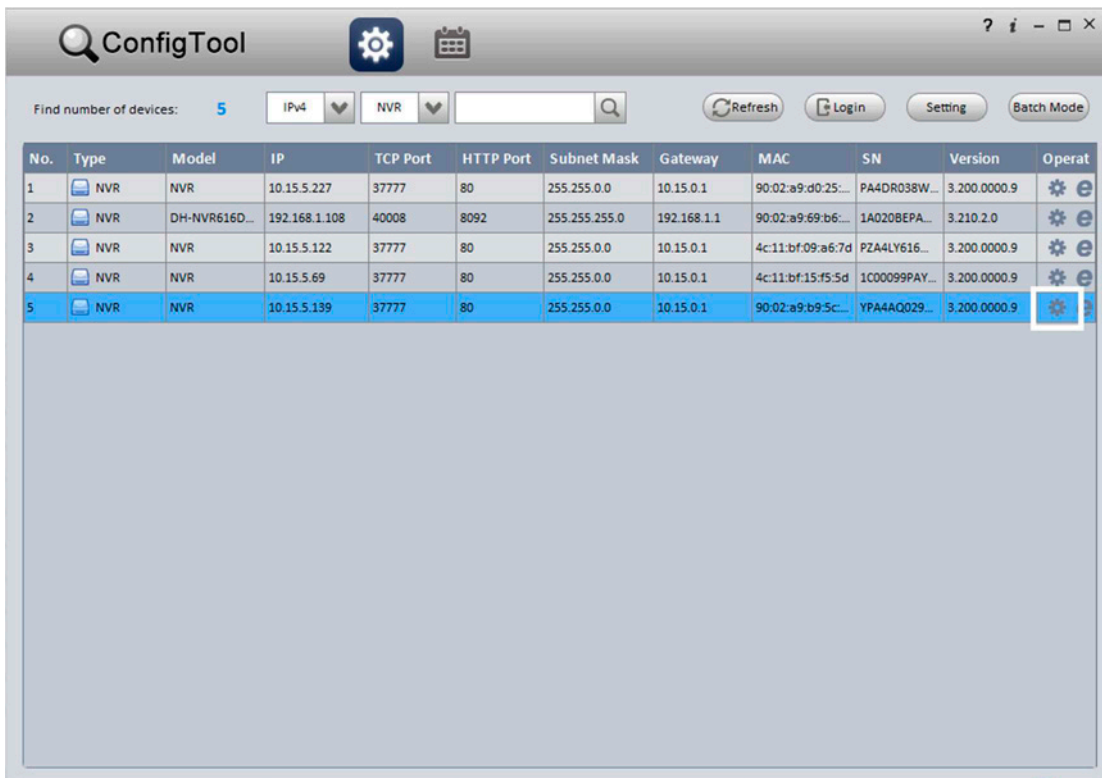 ConfigTool
? i
Find number of devices: 5 IPv4 NVR Refresh Login Setting Batch Mode
No. Type Model IP TCP Port HTTP Port Subnet Mask Gateway MAC SN Version Operat
1 NVR NVR 10.15.5.227 37777 80 255.255.0.0 10.15.0.1 90:02:a9:d0:25:... PA4DR038W... 3.200.0000.9
2 NVR DH-NVR616D... 192.168.1.108 40008 8092 255.255.255.0 192.168.1.1 90:02:a9:69:b6:... 1A020BEPA... 3.210.2.0
3 NVR NVR 10.15.5.122 37777 80 255.255.0.0 10.15.0.1 4c:11:bf:09:a6:7d PZA4LY616... 3.200.0000.9
4 NVR NVR 10.15.5.69 37777 80 255.255.0.0 10.15.0.1 4c:11:bf:15:f5:5d 1C00099PAY... 3.200.0000.9
5 NVR NVR 10.15.5.139 37777 80 255.255.0.0 10.15.0.1 90:02:a9:b9:5c:... YPA4AQ029... 3.200.0000.9